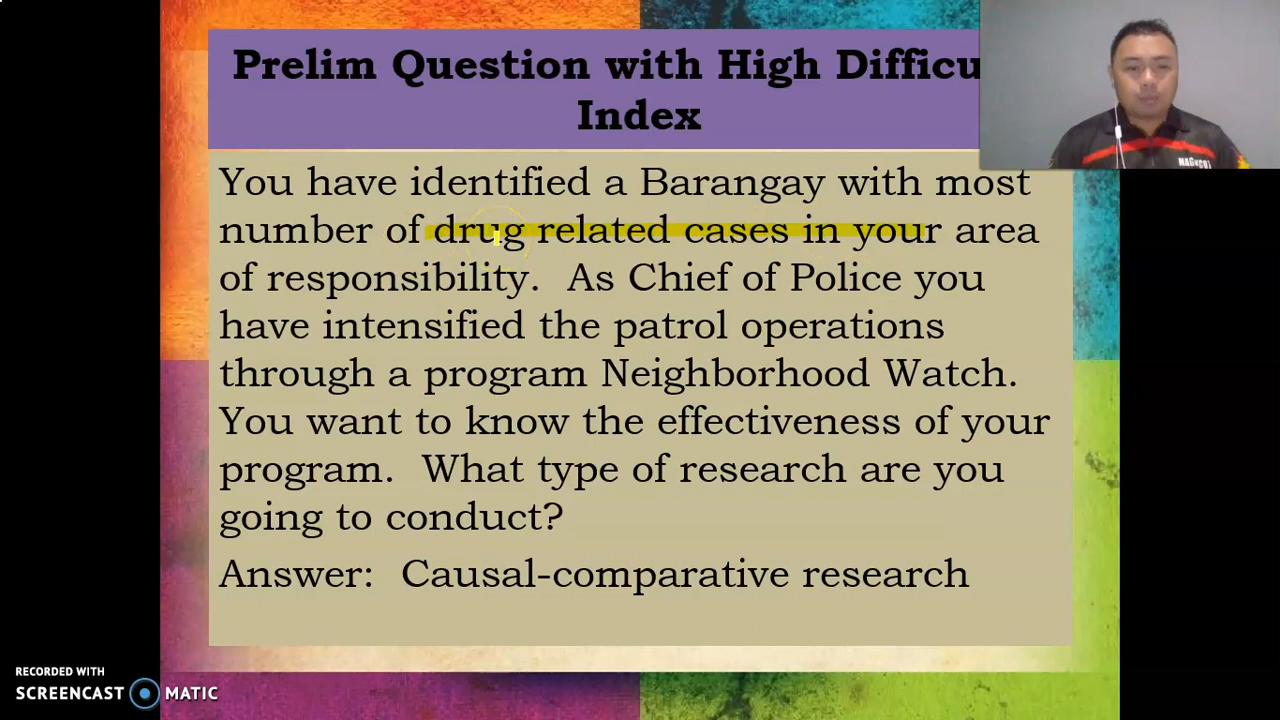 Prelim Question with High Difficu
Index
You have identified a Barangay with most
number of drug related cases in your area
of responsibility. As Chief of Police you
have intensified the patrol operations
through a program Neighborhood Watch.
You want to know the effectiveness of your
program. What type of research are you
going to conduct?
Answer: Causal-comparative research
RECORDED WITH
SCREENCAST MATIC